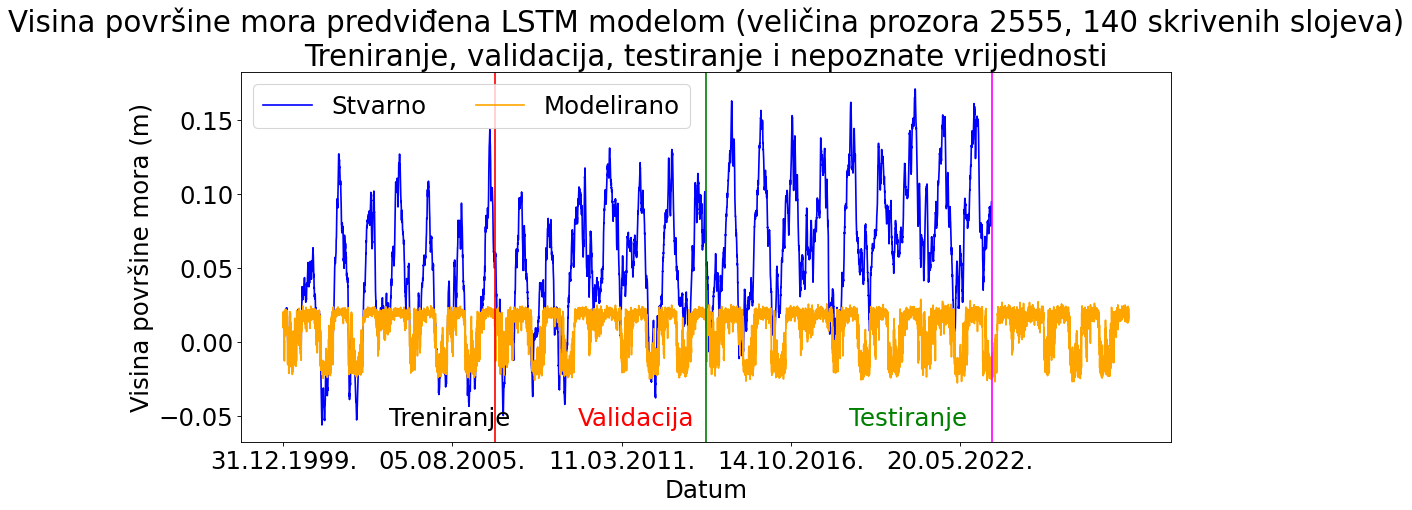 Visina površine mora predviđena LSTM modelom (veličina prozora 2555, 140 skrivenih slojeva)
Treniranje, validacija, testiranje i nepoznate vrijednosti
Stvarno Modelirano
Visina površine mora (m)
0.15
0.10
0.05
0.00
−0.05
Treniranje Validacija Testiranje
31.12.1999. 05.08.2005. 11.03.2011. 14.10.2016. 20.05.2022.
Datum